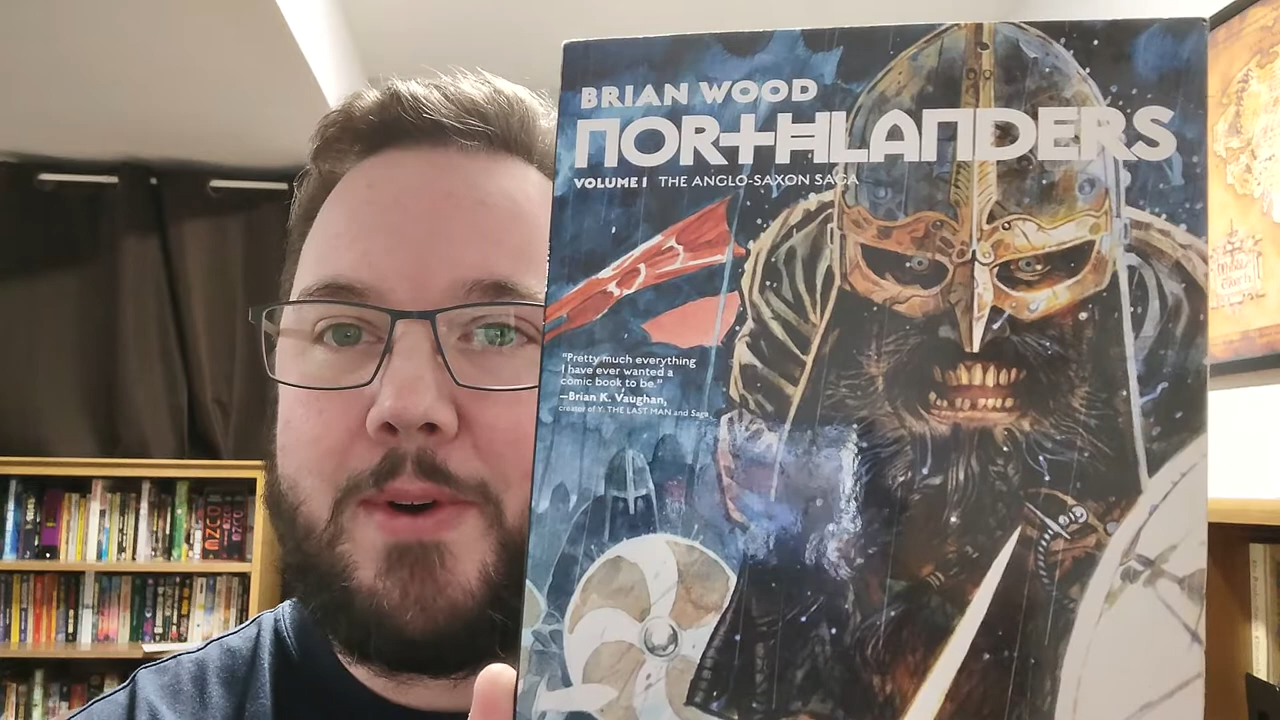 BRIAN WOOD
NORTHLANDERS
VOLUME 1 THE ANGLO-SAXON SAGA
"Pretty much everything
I have ever wanted a
comic book to be."
—Brian K. Vaughan,
creator of Y: THE LAST MAN and Saga